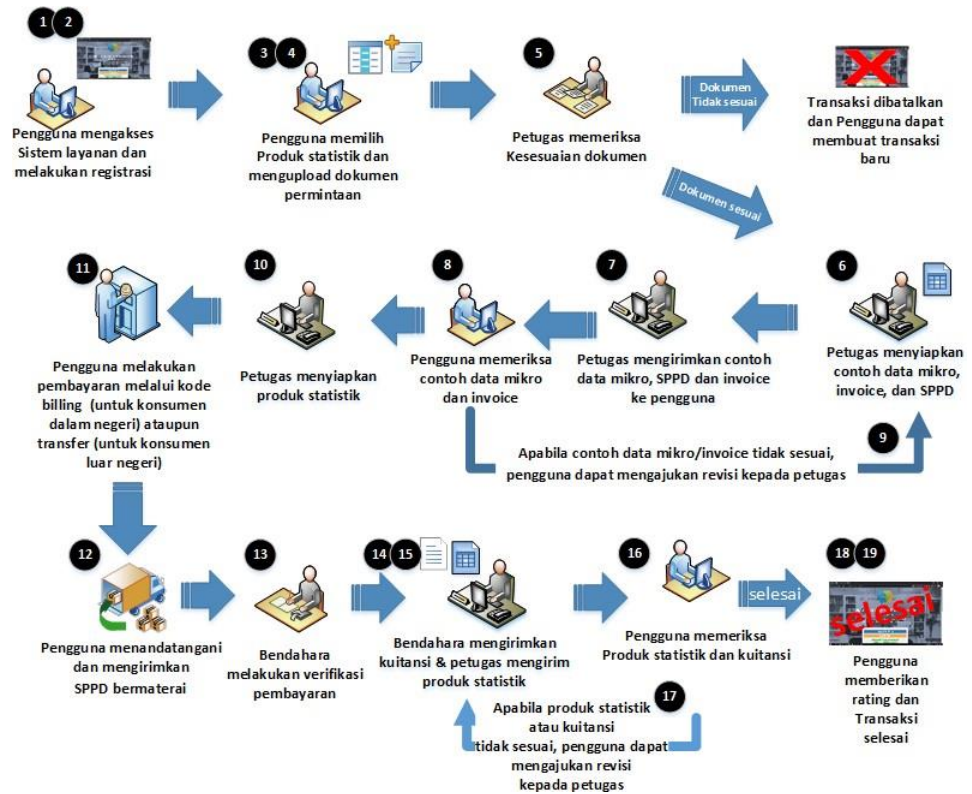 1 2
Pengguna mengakses
Sistem layanan dan
melakukan registrasi
3 4
Pengguna memilih
Produk statistik dan
mengupload dokumen
permintaan
5
Petugas memeriksa
Kesesuaian dokumen
Dokumen
Tidak sesuai
Transaksi dibatalkan
dan Pengguna dapat
membuat transaksi
baru
Dokumen sesuai
6
Petugas menyiapkan
contoh data mikro,
invoice, dan SPPD
7
Petugas mengirimkan contoh
data mikro, SPPD dan invoice
ke pengguna
8
Pengguna memeriksa
contoh data mikro
dan invoice
9
Apabila contoh data mikro/invoice tidak sesuai,
pengguna dapat mengajukan revisi kepada petugas
10
Petugas menyiapkan
produk statistik
11
Pengguna melakukan
pembayaran melalui kode
billing (untuk konsumen
dalam negeri) ataupun
transfer (untuk konsumen
luar negeri)
12
Pengguna menandatangani
dan mengirimkan
SPPD bermaterai
13
Bendahara
melakukan verifikasi
pembayaran
14 15
Bendahara mengirimkan
kuitansi & petugas mengirim
produk statistik
16
Pengguna memeriksa
Produk statistik dan kuitansi
17
Apabila produk statistik
atau kuitansi
tidak sesuai, pengguna dapat
mengajukan revisi
kepada petugas
selesai
18 19
selesai
Pengguna
memberikan
rating dan
Transaksi
selesai